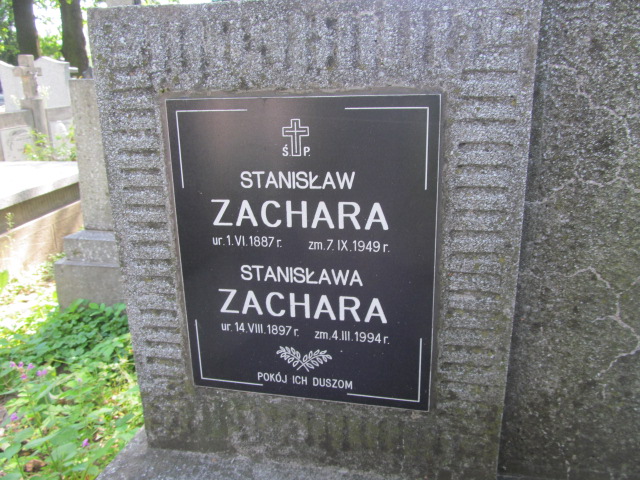 Ś. P.
STANISŁAW
ZACHARA
ur. 1. VI. 1887 r. zm. 7. IX. 1949 r.
STANISŁAWA
ZACHARA
ur. 14. VIII. 1897 r. zm. 4. III. 1994 r.
POKÓJ ICH DUSZOM